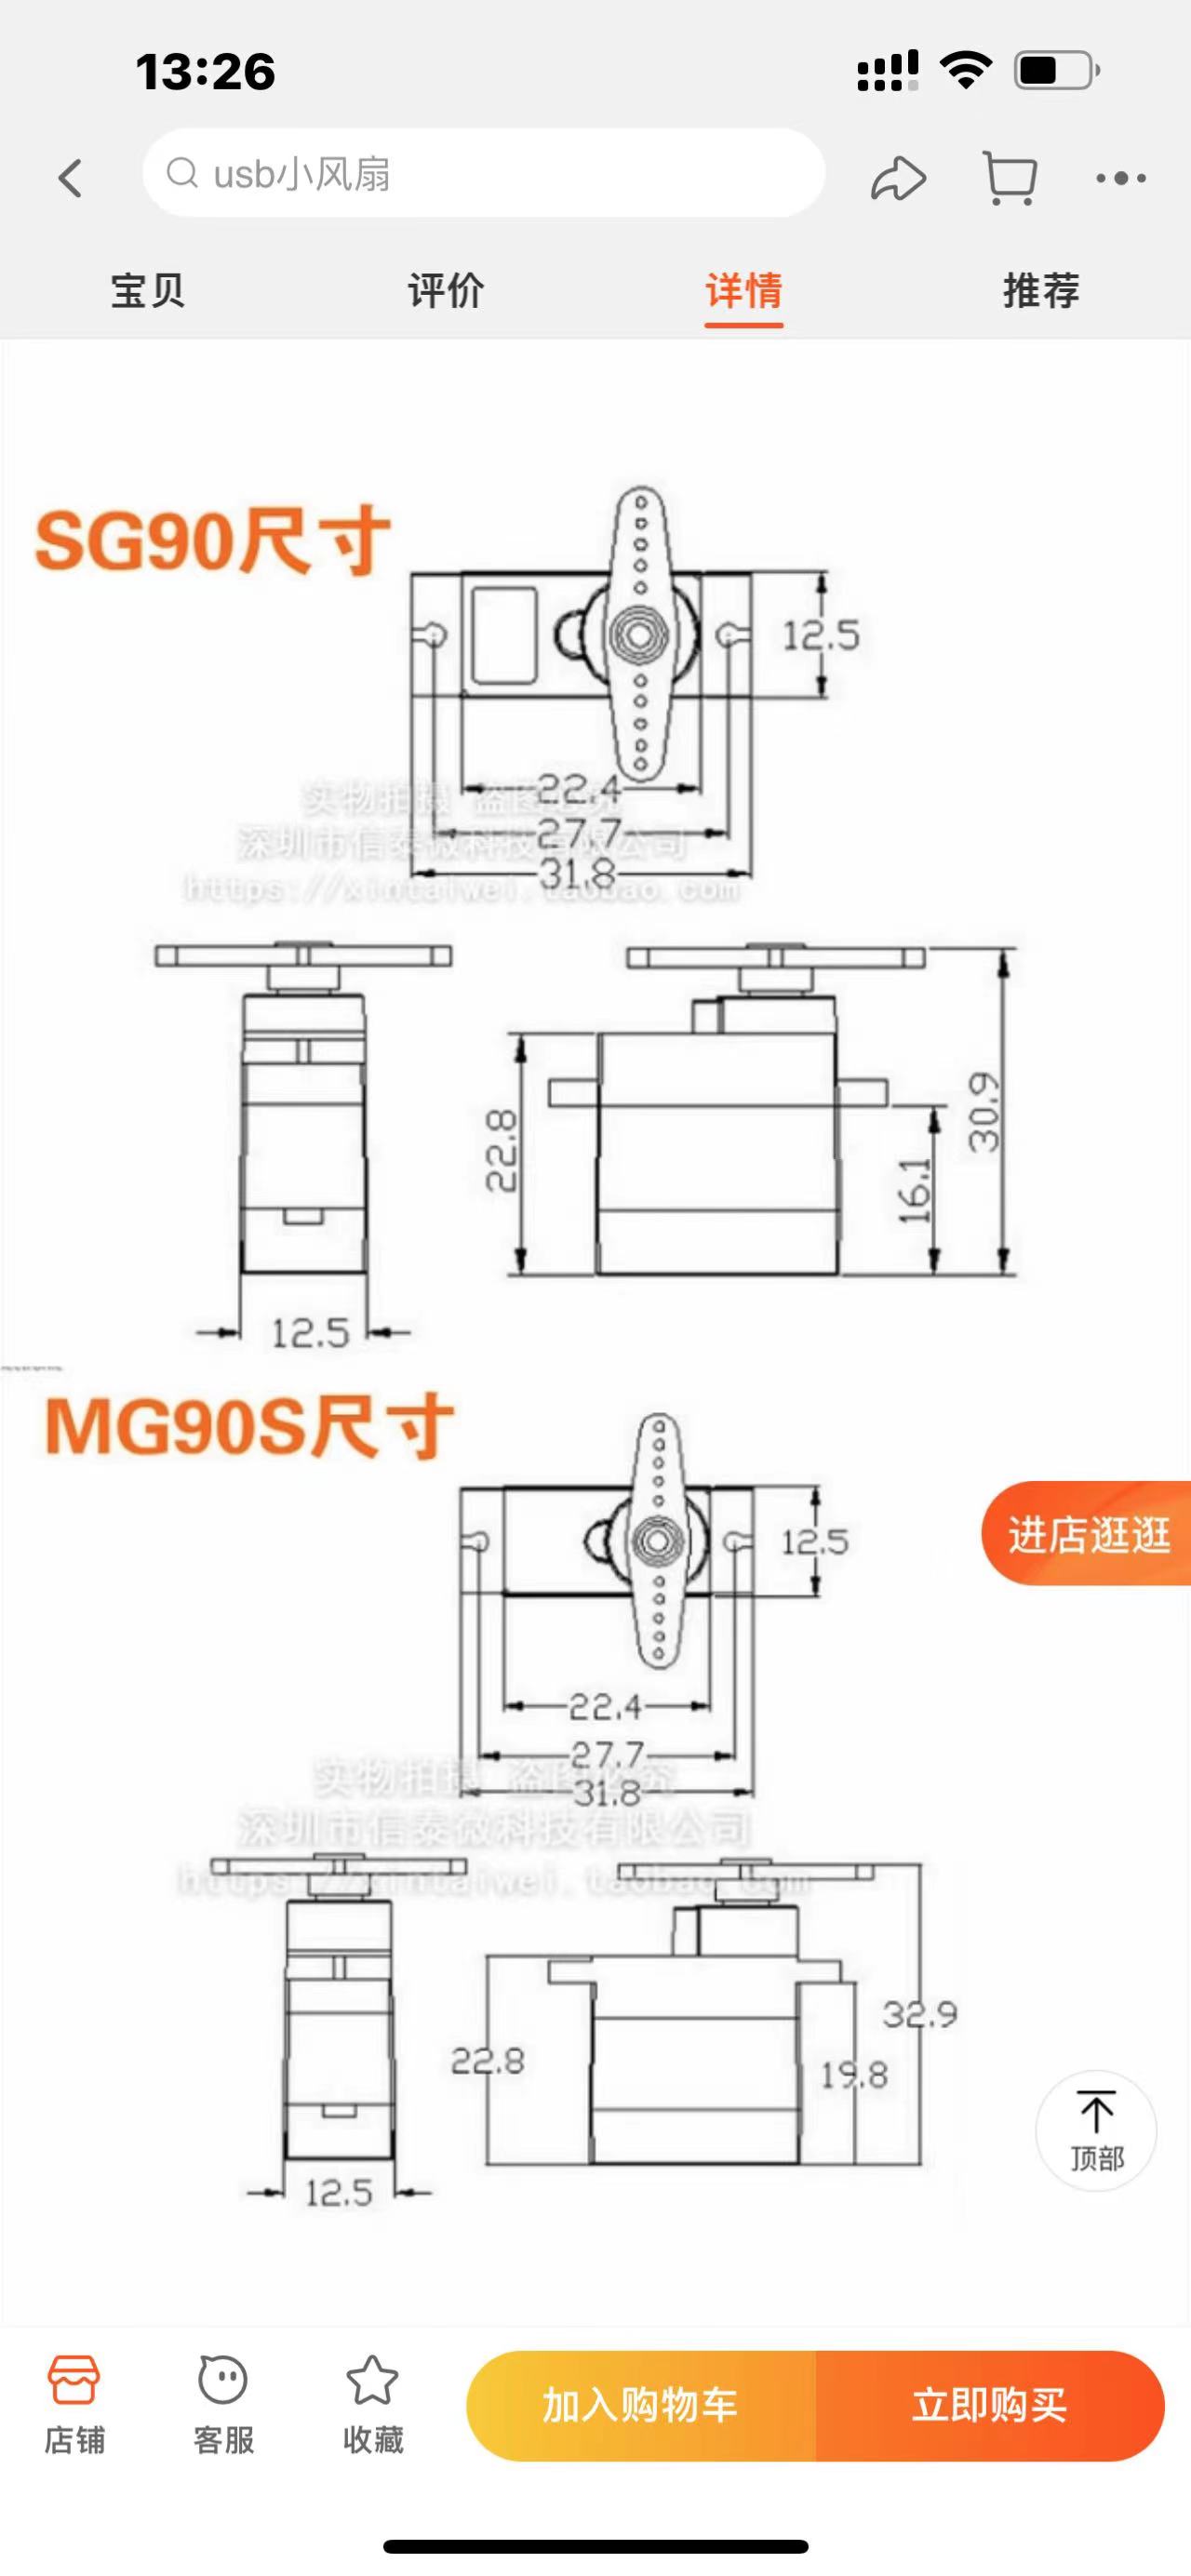 13:26
usb小风扇
宝贝 评价 详情 推荐
SG90尺寸
12.5
22.4
实物拍摄 盗图必究
27.7
深圳市信泰微科技有限公司
31.8
https://xintaiwei.taobao.com
22.8
16.1
30.9
12.5
MG90S尺寸
12.5
进店逛逛
22.4
27.7
实物拍摄 盗图必究
31.8
深圳市信泰微科技有限公司
https://xintaiwei.taobao.com
32.9
22.8
19.8
顶部
12.5
店铺 客服 收藏 加入购物车 立即购买